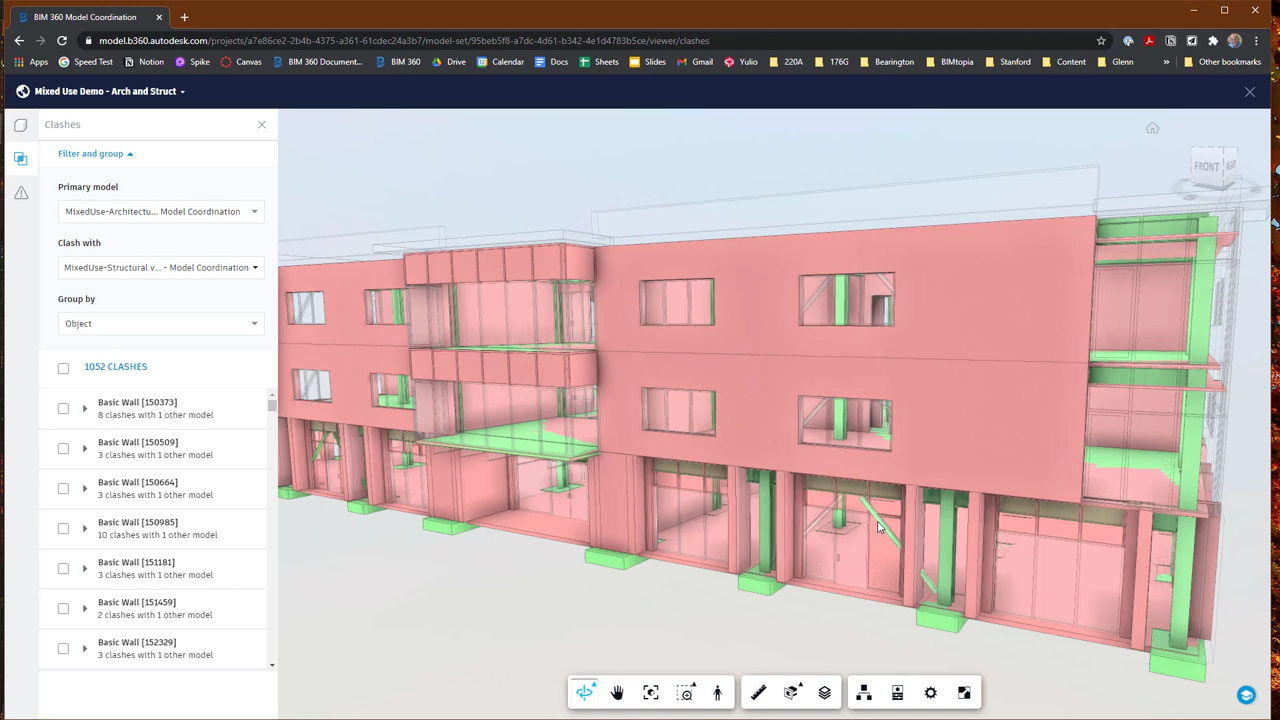 BIM 360 Model Coordination
model.b360.autodesk.com/projects/a7e86ce2-2b4b-4375-a361-61cdec24a3b7/model-set/95beb5f8-a7dc-4d61-b342-4e1d4783b5ce/viewer/clashes
Apps Speed Test Notion Spike Canvas BIM 360 Document... BIM 360 Drive Calendar Docs Sheets Slides Gmail Yulio 220A 176G Bearington BIMtopia Stanford Content Glenn » Other bookmarks
Mixed Use Demo - Arch and Struct
Clashes
Filter and group
Primary model
MixedUse-Architectu... Model Coordination
Clash with
MixedUse-Structural v... - Model Coordination
Group by
Object
1052 CLASHES
Basic Wall [150373]
8 clashes with 1 other model
Basic Wall [150509]
3 clashes with 1 other model
Basic Wall [150664]
3 clashes with 1 other model
Basic Wall [150985]
10 clashes with 1 other model
Basic Wall [151181]
3 clashes with 1 other model
Basic Wall [151459]
2 clashes with 1 other model
Basic Wall [152329]
3 clashes with 1 other model
FRONT RIGHT